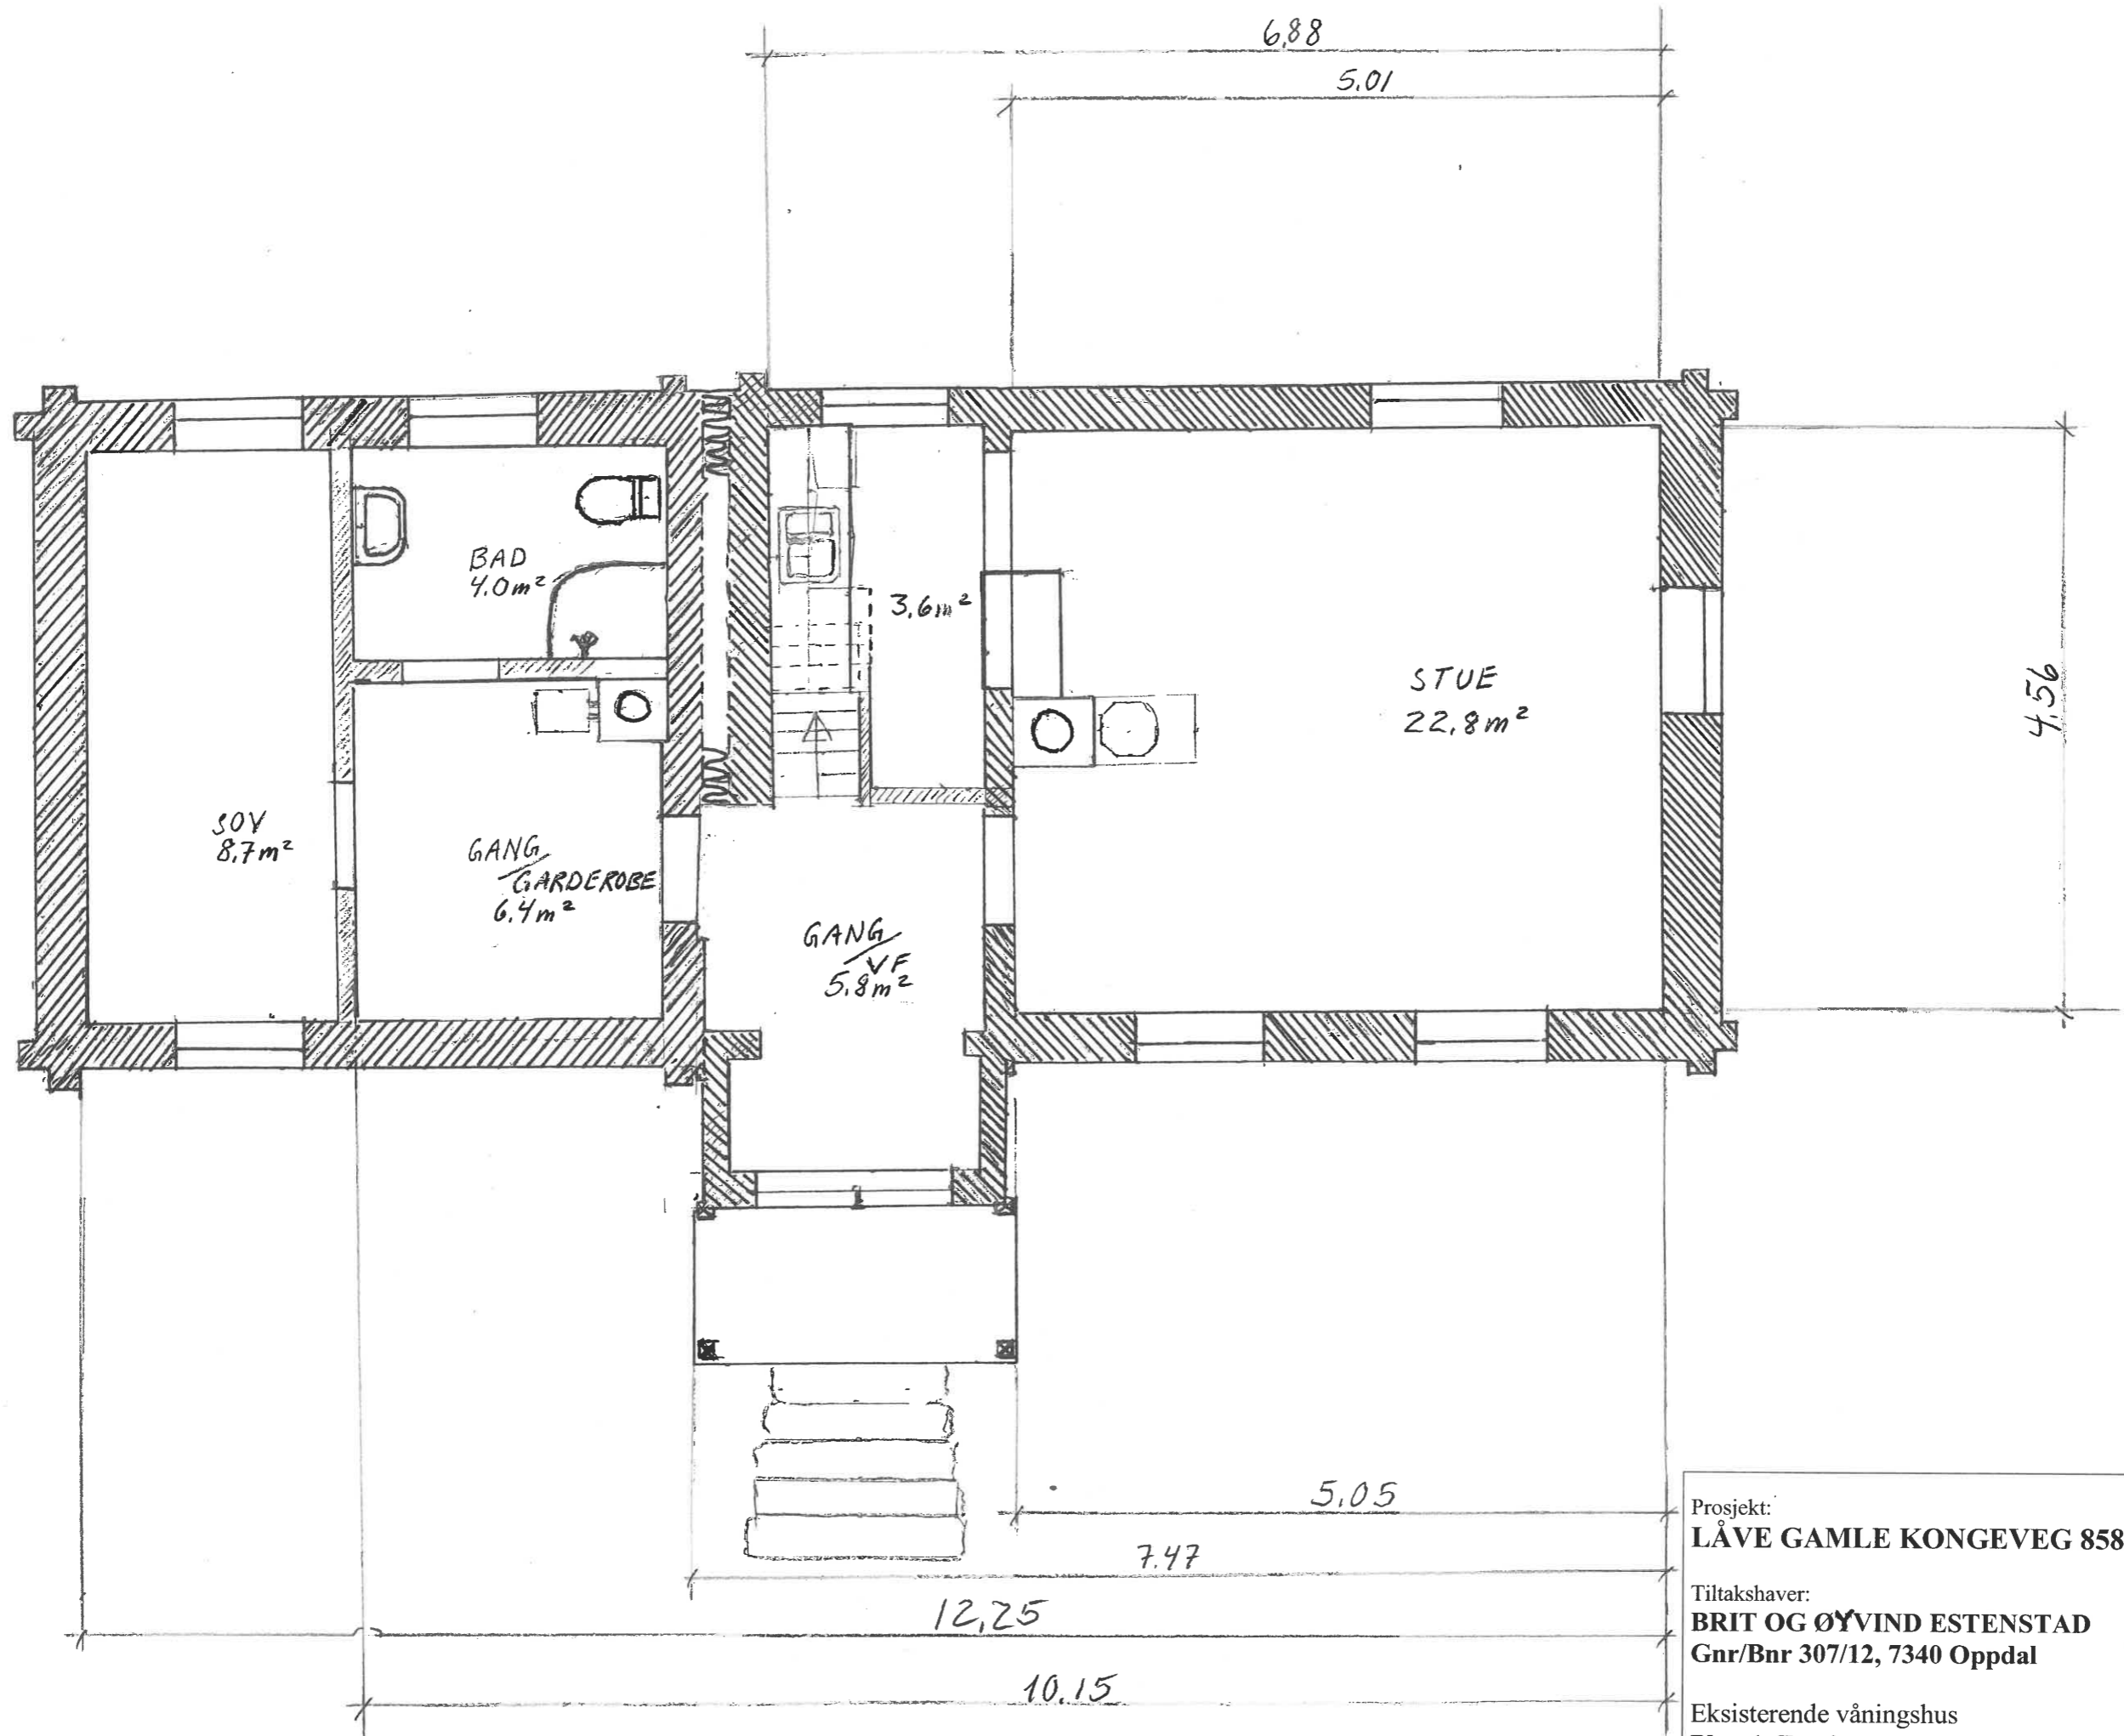 6,88
5.01
BAD
4.0m²
3,6m²
STUE
22,8m²
4,56
SOV
8,7m²
GANG/
GARDEROBE
6,4m²
GANG/
VF
5.8m²
5.05
7.47
12,25
10.15
Prosjekt:
LÅVE GAMLE KONGEVEG 858
Tiltakshaver:
BRIT OG ØYVIND ESTENSTAD
Gnr/Bnr 307/12, 7340 Oppdal
Eksisterende våningshus